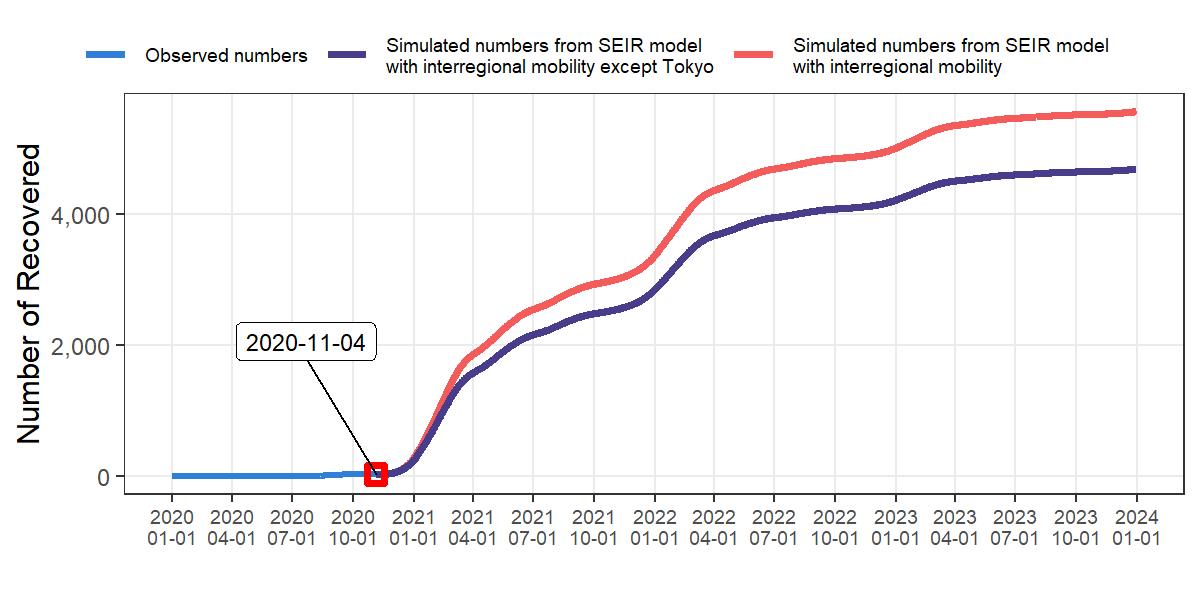 Observed numbers
Simulated numbers from SEIR model
with interregional mobility except Tokyo
Simulated numbers from SEIR model
with interregional mobility
Number of Recovered
4,000
2,000
0
2020-11-04
2020 2020 2020 2020 2021 2021 2021 2021 2022 2022 2022 2022 2023 2023 2023 2023 2024
01-01 04-01 07-01 10-01 01-01 04-01 07-01 10-01 01-01 04-01 07-01 10-01 01-01 04-01 07-01 10-01 01-01